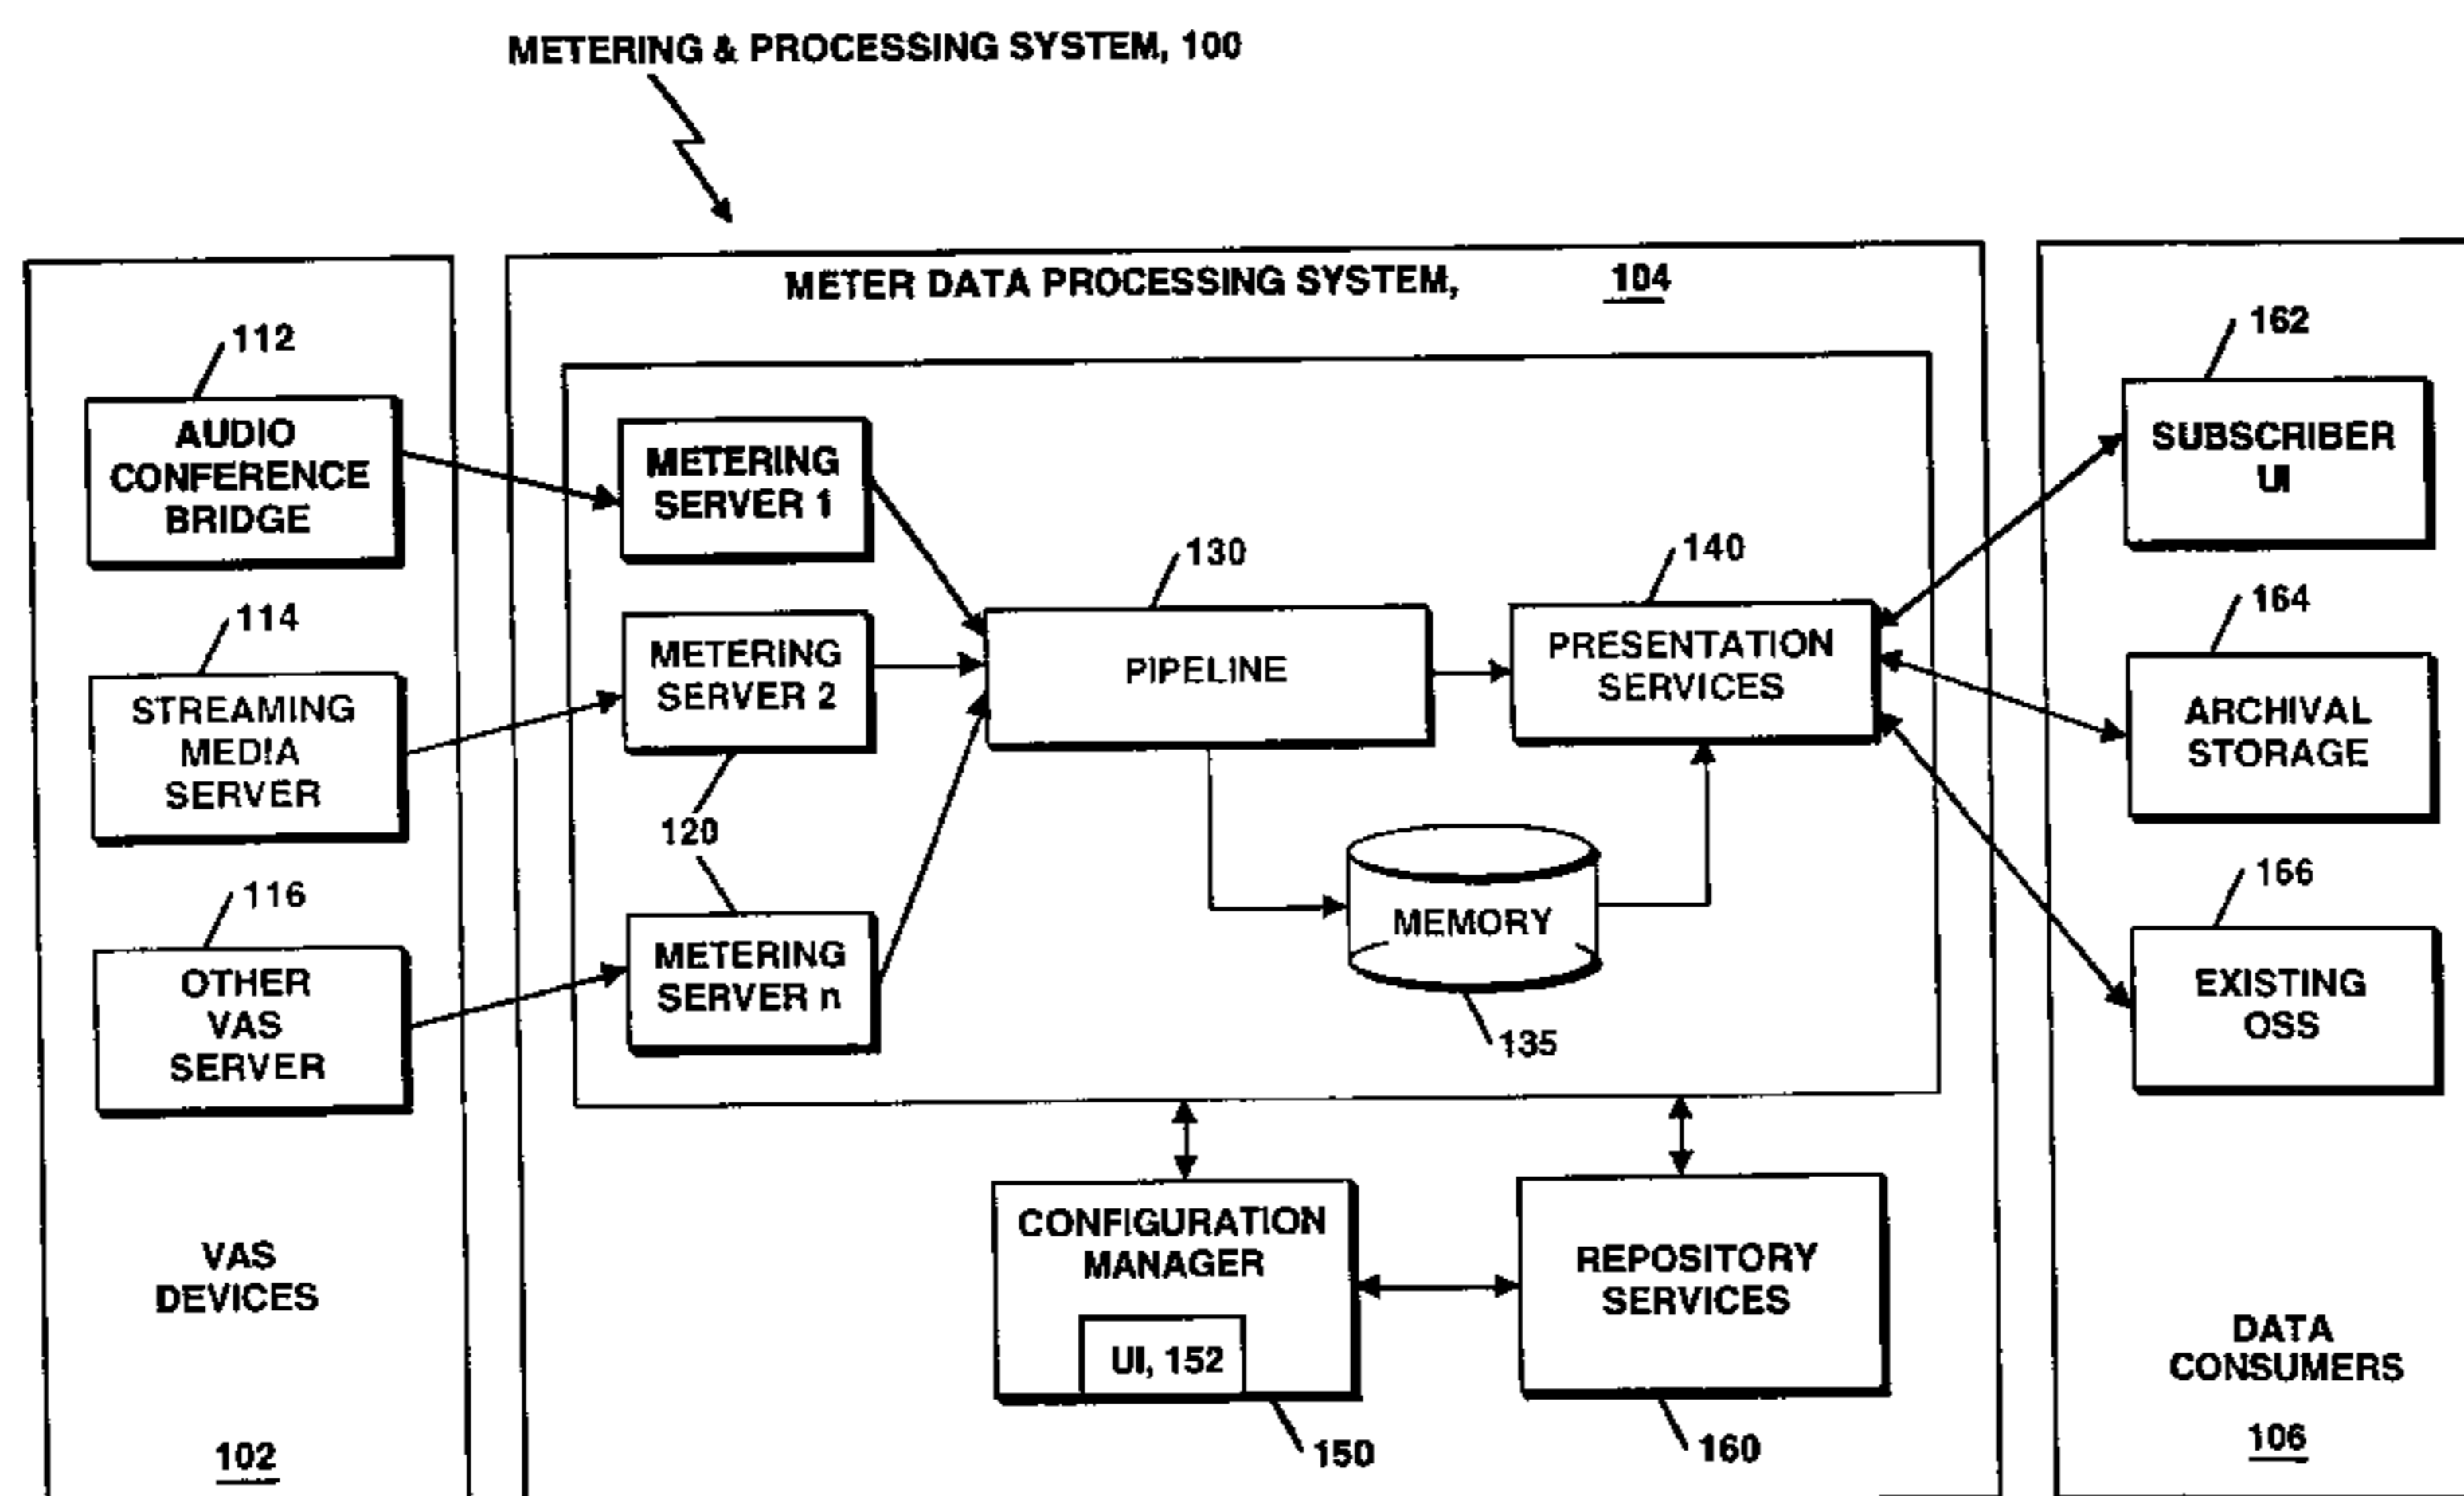 METERING & PROCESSING SYSTEM, 100
METER DATA PROCESSING SYSTEM, 104
112
AUDIO
CONFERENCE
BRIDGE
114
STREAMING
MEDIA
SERVER
116
OTHER
VAS
SERVER
VAS
DEVICES
102
METERING
SERVER 1
METERING
SERVER 2
120
METERING
SERVER n
130
PIPELINE
140
PRESENTATION
SERVICES
MEMORY
135
CONFIGURATION
MANAGER
UI, 152
150
REPOSITORY
SERVICES
160
162
SUBSCRIBER
UI
164
ARCHIVAL
STORAGE
166
EXISTING
OSS
DATA
CONSUMERS
106